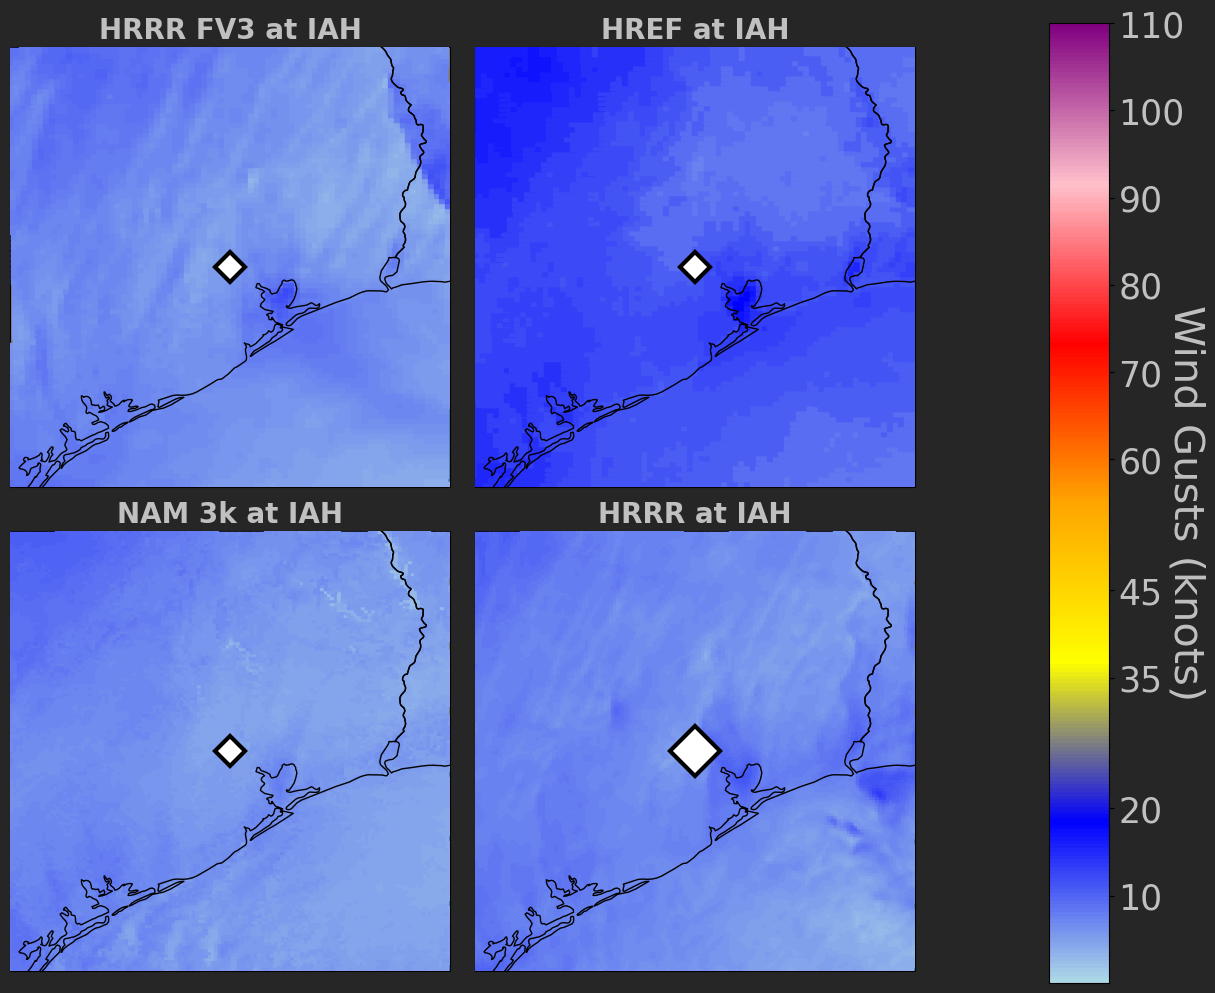 HRRR FV3 at IAH
HREF at IAH
NAM 3k at IAH
HRRR at IAH
110
100
90
80
70
60
45
35
20
10
Wind Gusts (knots)